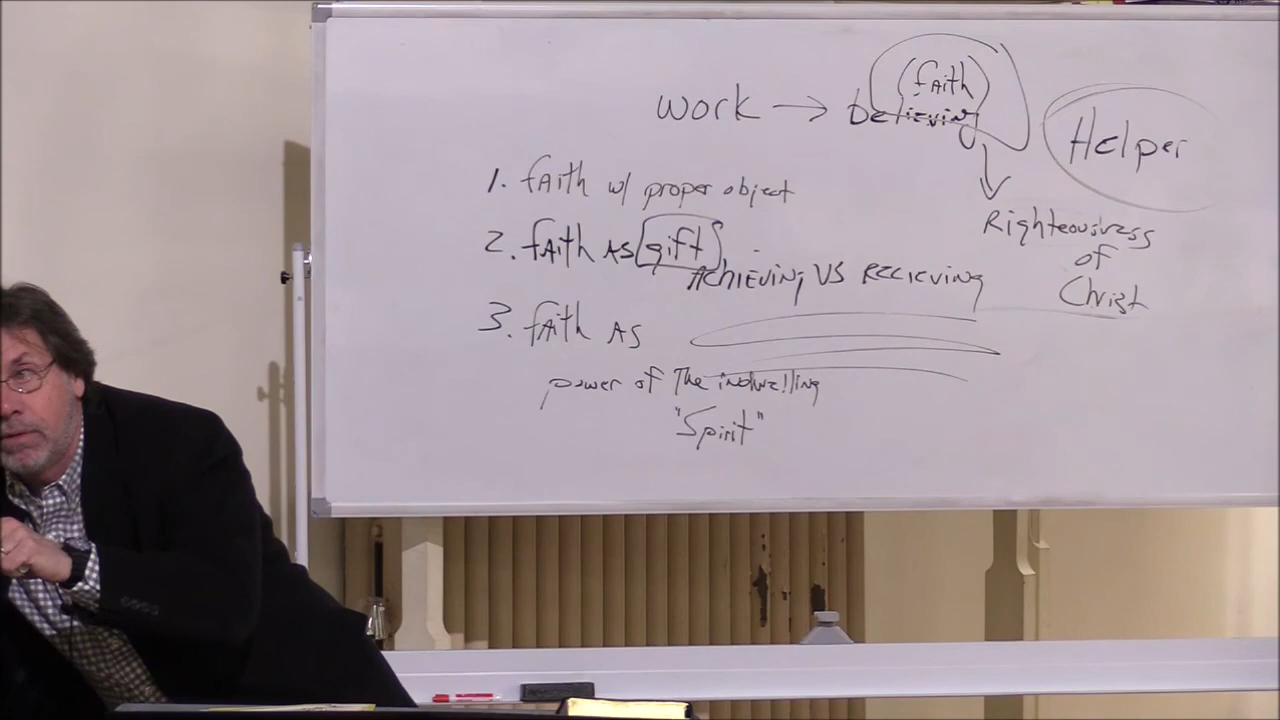 (fAith)
work → believing
Helper
1. fAith w/ proper object
Righteousness
of
Christ
2. fAith AS gift
ACHIEVING VS RECIEVING
3. fAith AS
power of The indwelling
"Spirit"